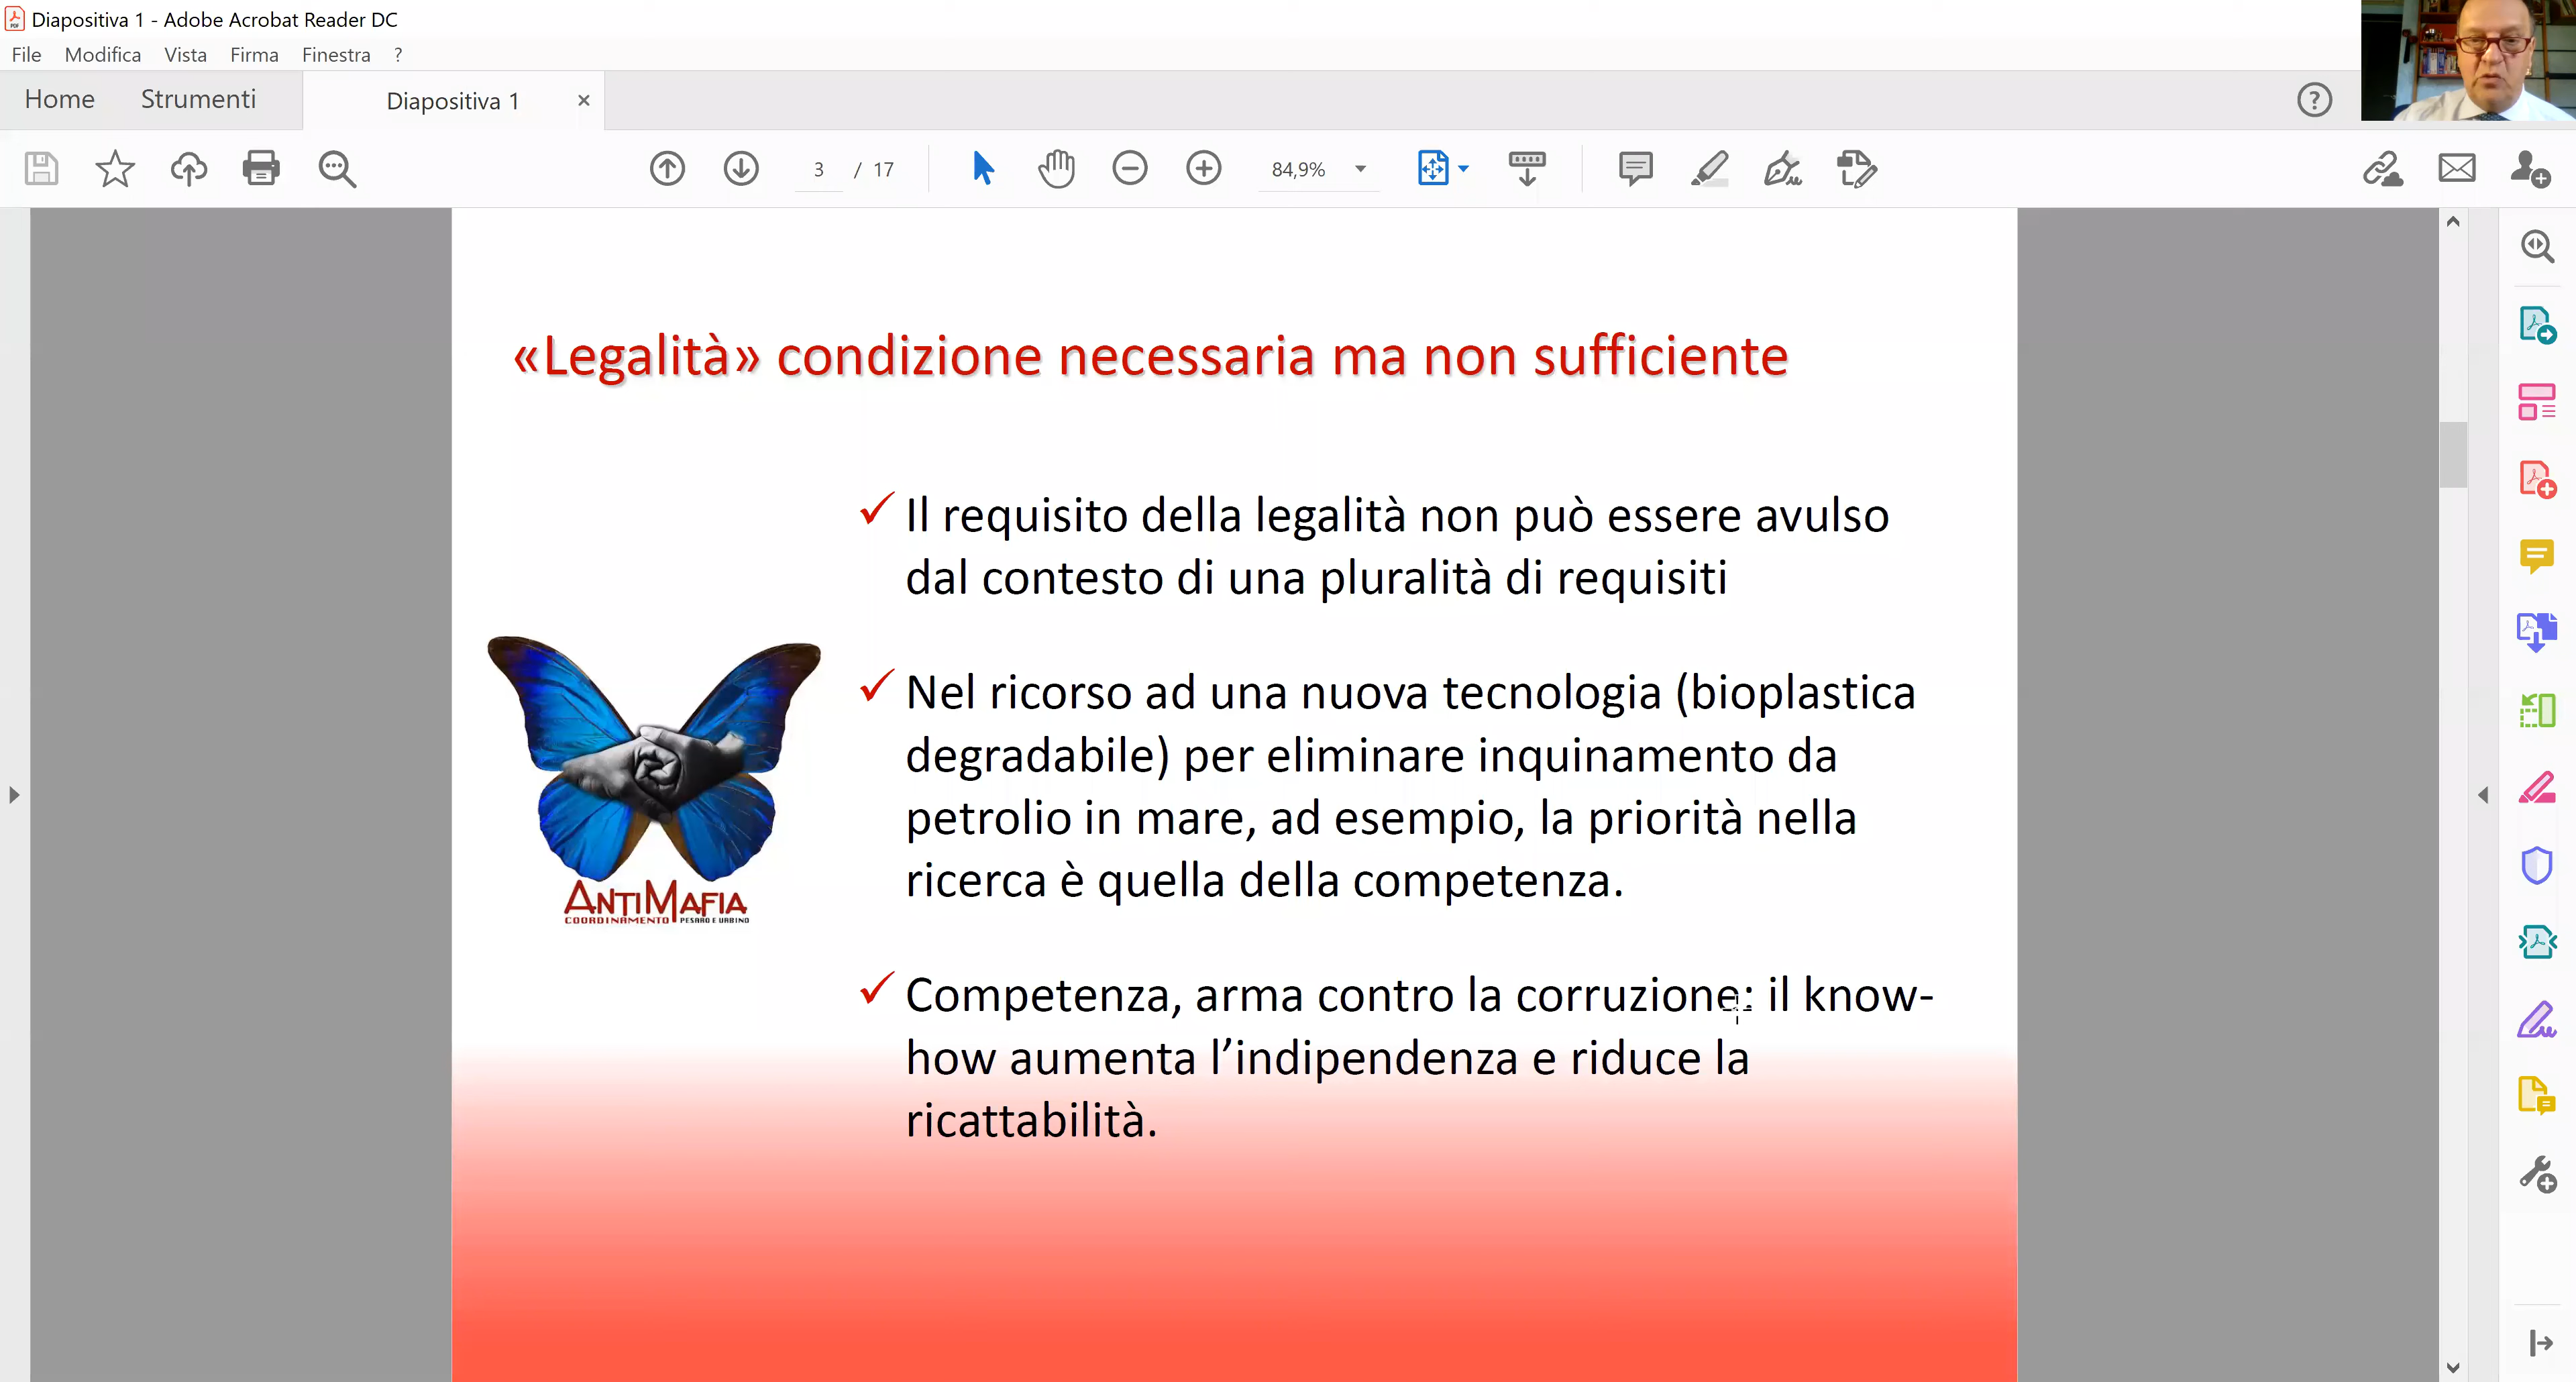 Diapositiva 1 - Adobe Acrobat Reader DC
File Modifica Vista Firma Finestra ?
Home Strumenti Diapositiva 1 × ?
3 / 17 84,9%
«Legalità» condizione necessaria ma non sufficiente
✓ Il requisito della legalità non può essere avulso
dal contesto di una pluralità di requisiti
✓ Nel ricorso ad una nuova tecnologia (bioplastica
degradabile) per eliminare inquinamento da
petrolio in mare, ad esempio, la priorità nella
ricerca è quella della competenza.
ANTIMAFIA
COORDINAMENTO PESARO E URBINO
✓ Competenza, arma contro la corruzione: il know-
how aumenta l’indipendenza e riduce la
ricattabilità.